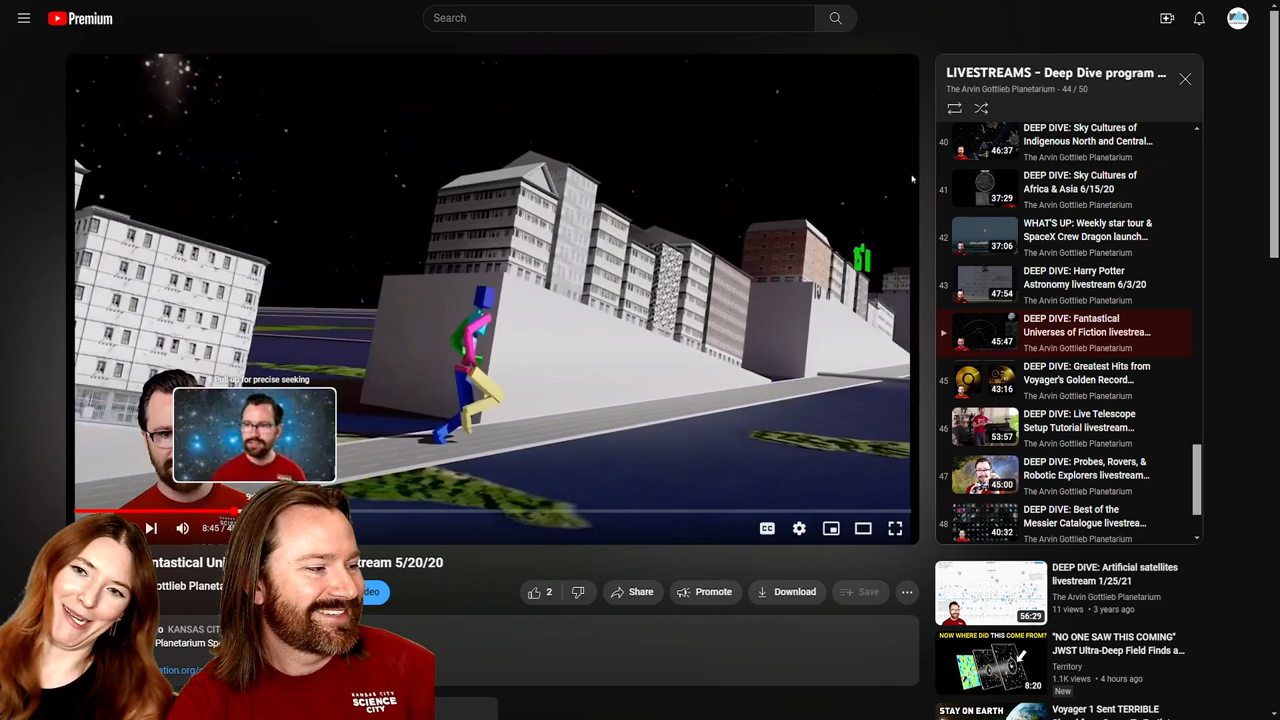 Premium
Search
LIVESTREAMS - Deep Dive program ...
The Arvin Gottlieb Planetarium - 44 / 50
40
DEEP DIVE: Sky Cultures of
Indigenous North and Central...
The Arvin Gottlieb Planetarium
46:37
41
DEEP DIVE: Sky Cultures of
Africa & Asia 6/15/20
The Arvin Gottlieb Planetarium
37:29
42
WHAT'S UP: Weekly star tour &
SpaceX Crew Dragon launch...
The Arvin Gottlieb Planetarium
37:06
43
DEEP DIVE: Harry Potter
Astronomy livestream 6/3/20
The Arvin Gottlieb Planetarium
47:54
DEEP DIVE: Fantastical
Universes of Fiction livestrea...
The Arvin Gottlieb Planetarium
45:47
45
DEEP DIVE: Greatest Hits from
Voyager's Golden Record...
The Arvin Gottlieb Planetarium
43:16
46
DEEP DIVE: Live Telescope
Setup Tutorial livestream...
The Arvin Gottlieb Planetarium
53:57
47
DEEP DIVE: Probes, Rovers, &
Robotic Explorers livestream...
The Arvin Gottlieb Planetarium
45:00
48
DEEP DIVE: Best of the
Messier Catalogue livestrea...
The Arvin Gottlieb Planetarium
40:32
for precise seeking
8:45 /
CC
stream 5/20/20
2
Share
Promote
Download
Save
KANSAS
KANSAS CITY
SCIENCE
CITY
DEEP DIVE: Artificial satellites
livestream 1/25/21
The Arvin Gottlieb Planetarium
11 views • 3 years ago
56:29
NOW WHERE DID THIS COME FROM?
"NO ONE SAW THIS COMING"
JWST Ultra-Deep Field Finds a...
Territory
1.1K views • 4 hours ago
New
8:20
STAY ON EARTH
Voyager 1 Sent TERRIBLE